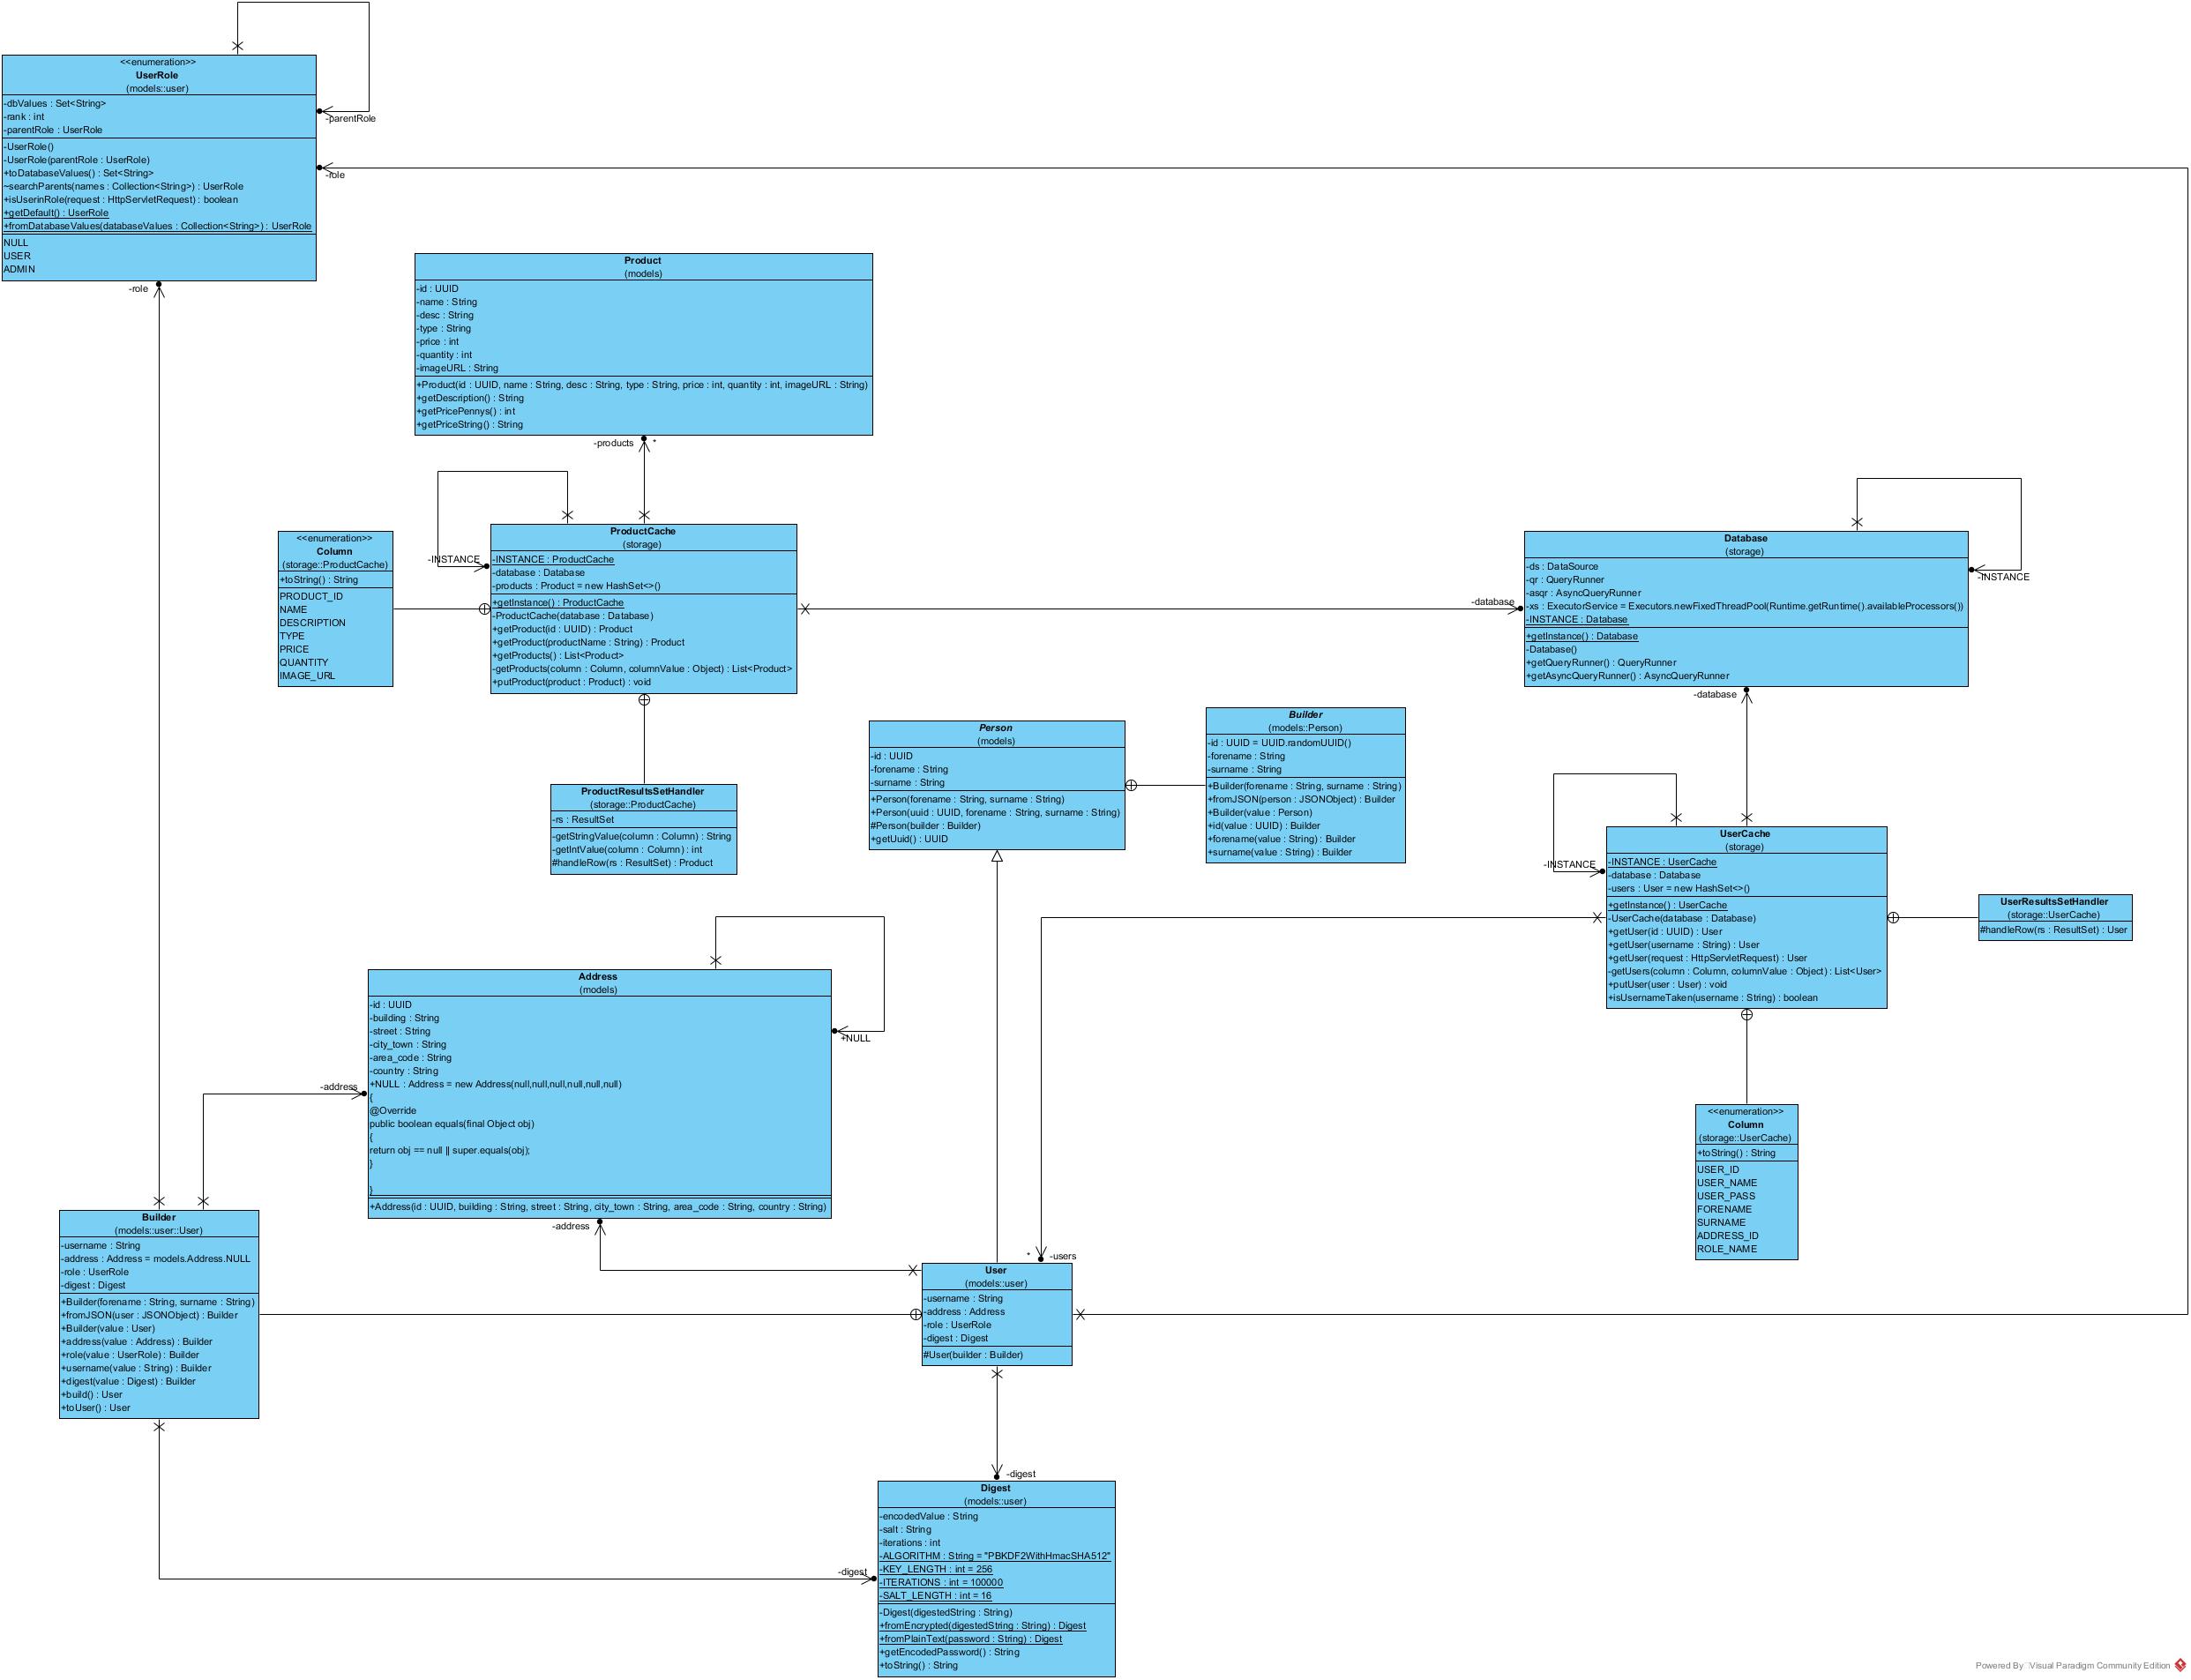 <<enumeration>>
UserRole
(models::user)
-dbValues : Set<String>
-rank : int
-parentRole : UserRole
-UserRole()
-UserRole(parentRole : UserRole)
+toDatabaseValues() : Set<String>
~searchParents(names : Collection<String>) : UserRole
+isUserinRole(request : HttpServletRequest) : boolean
+getDefault() : UserRole
+fromDatabaseValues(databaseValues : Collection<String>) : UserRole
NULL
USER
ADMIN
-parentRole
-role
-role
Product
(models)
-id : UUID
-name : String
-desc : String
-type : String
-price : int
-quantity : int
-imageURL : String
+Product(id : UUID, name : String, desc : String, type : String, price : int, quantity : int, imageURL : String)
+getDescription() : String
+getPricePennys() : int
+getPriceString() : String
-products
*
-INSTANCE
<<enumeration>>
Column
(storage::ProductCache)
+toString() : String
PRODUCT_ID
NAME
DESCRIPTION
TYPE
PRICE
QUANTITY
IMAGE_URL
ProductCache
(storage)
-INSTANCE : ProductCache
-database : Database
-products : Product = new HashSet<>()
+getInstance() : ProductCache
-ProductCache(database : Database)
+getProduct(id : UUID) : Product
+getProduct(productName : String) : Product
+getProducts() : List<Product>
-getProducts(column : Column, columnValue : Object) : List<Product>
+putProduct(product : Product) : void
-database
Database
(storage)
-ds : DataSource
-qr : QueryRunner
-asqr : AsyncQueryRunner
-xs : ExecutorService = Executors.newFixedThreadPool(Runtime.getRuntime().availableProcessors())
-INSTANCE : Database
+getInstance() : Database
-Database()
+getQueryRunner() : QueryRunner
+getAsyncQueryRunner() : AsyncQueryRunner
-INSTANCE
-database
ProductResultsSetHandler
(storage::ProductCache)
-rs : ResultSet
-getStringValue(column : Column) : String
-getIntValue(column : Column) : int
#handleRow(rs : ResultSet) : Product
Person
(models)
-id : UUID
-forename : String
-surname : String
+Person(forename : String, surname : String)
+Person(uuid : UUID, forename : String, surname : String)
#Person(builder : Builder)
+getUuid() : UUID
Builder
(models::Person)
-id : UUID = UUID.randomUUID()
-forename : String
-surname : String
+Builder(forename : String, surname : String)
+fromJSON(person : JSONObject) : Builder
+Builder(value : Person)
+id(value : UUID) : Builder
+forename(value : String) : Builder
+surname(value : String) : Builder
-INSTANCE
UserCache
(storage)
-INSTANCE : UserCache
-database : Database
-users : User = new HashSet<>()
+getInstance() : UserCache
-UserCache(database : Database)
+getUser(id : UUID) : User
+getUser(username : String) : User
+getUser(request : HttpServletRequest) : User
-getUsers(column : Column, columnValue : Object) : List<User>
+putUser(user : User) : void
+isUsernameTaken(username : String) : boolean
UserResultsSetHandler
(storage::UserCache)
#handleRow(rs : ResultSet) : User
<<enumeration>>
Column
(storage::UserCache)
+toString() : String
USER_ID
USER_NAME
USER_PASS
FORENAME
SURNAME
ADDRESS_ID
ROLE_NAME
Address
(models)
-id : UUID
-building : String
-street : String
-city_town : String
-area_code : String
-country : String
+NULL : Address = new Address(null,null,null,null,null,null)
{
@Override
public boolean equals(final Object obj)
{
return obj == null || super.equals(obj);
}
}
+Address(id : UUID, building : String, street : String, city_town : String, area_code : String, country : String)
+NULL
-address
-address
*
-users
Builder
(models::user::User)
-username : String
-address : Address = models.Address.NULL
-role : UserRole
-digest : Digest
+Builder(forename : String, surname : String)
+fromJSON(user : JSONObject) : Builder
+Builder(value : User)
+address(value : Address) : Builder
+role(value : UserRole) : Builder
+username(value : String) : Builder
+digest(value : Digest) : Builder
+build() : User
+toUser() : User
User
(models::user)
-username : String
-address : Address
-role : UserRole
-digest : Digest
#User(builder : Builder)
-digest
-digest
Digest
(models::user)
-encodedValue : String
-salt : String
-iterations : int
-ALGORITHM : String = "PBKDF2WithHmacSHA512"
-KEY_LENGTH : int = 256
-ITERATIONS : int = 100000
-SALT_LENGTH : int = 16
-Digest(digestedString : String)
+fromEncrypted(digestedString : String) : Digest
+fromPlainText(password : String) : Digest
+getEncodedPassword() : String
+toString() : String
Powered By Visual Paradigm Community Edition